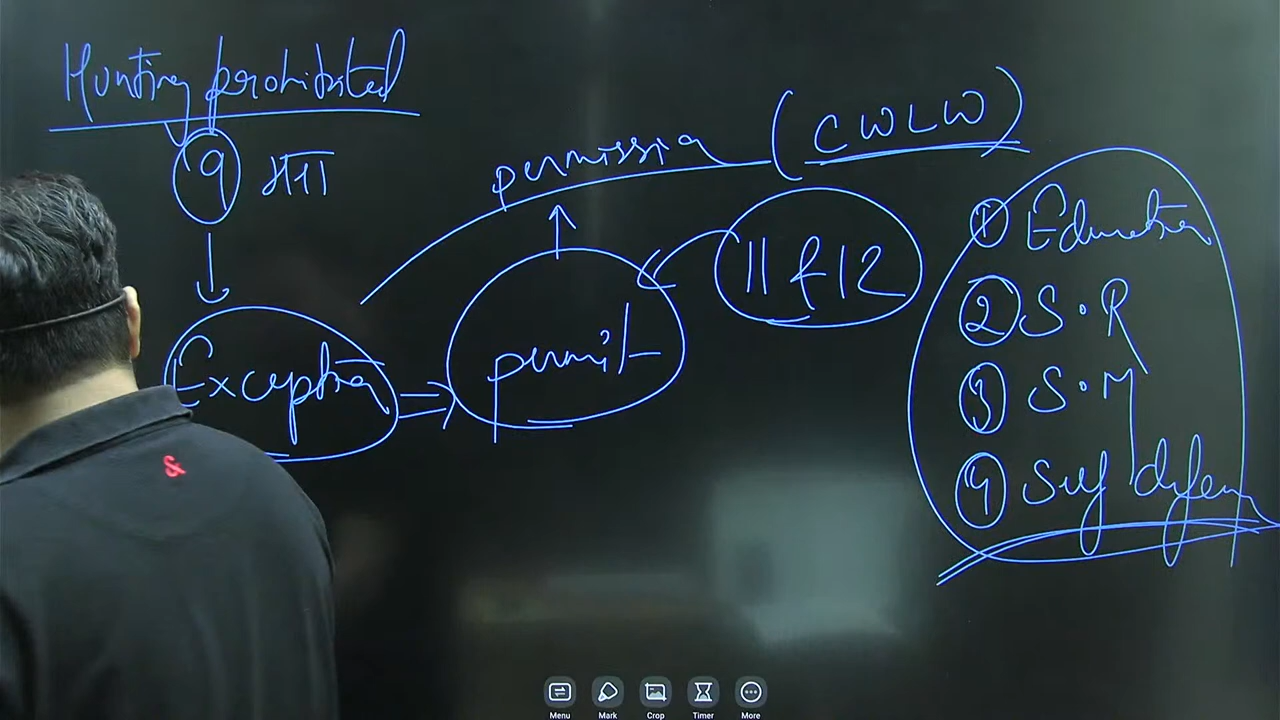 Hunting prohibited
9 धारा
Exception
permit
permission (CWLW)
11 & 12
① Education
② S.R
③ S.M
④ Self defence
&
Menu Mark Crop Timer More